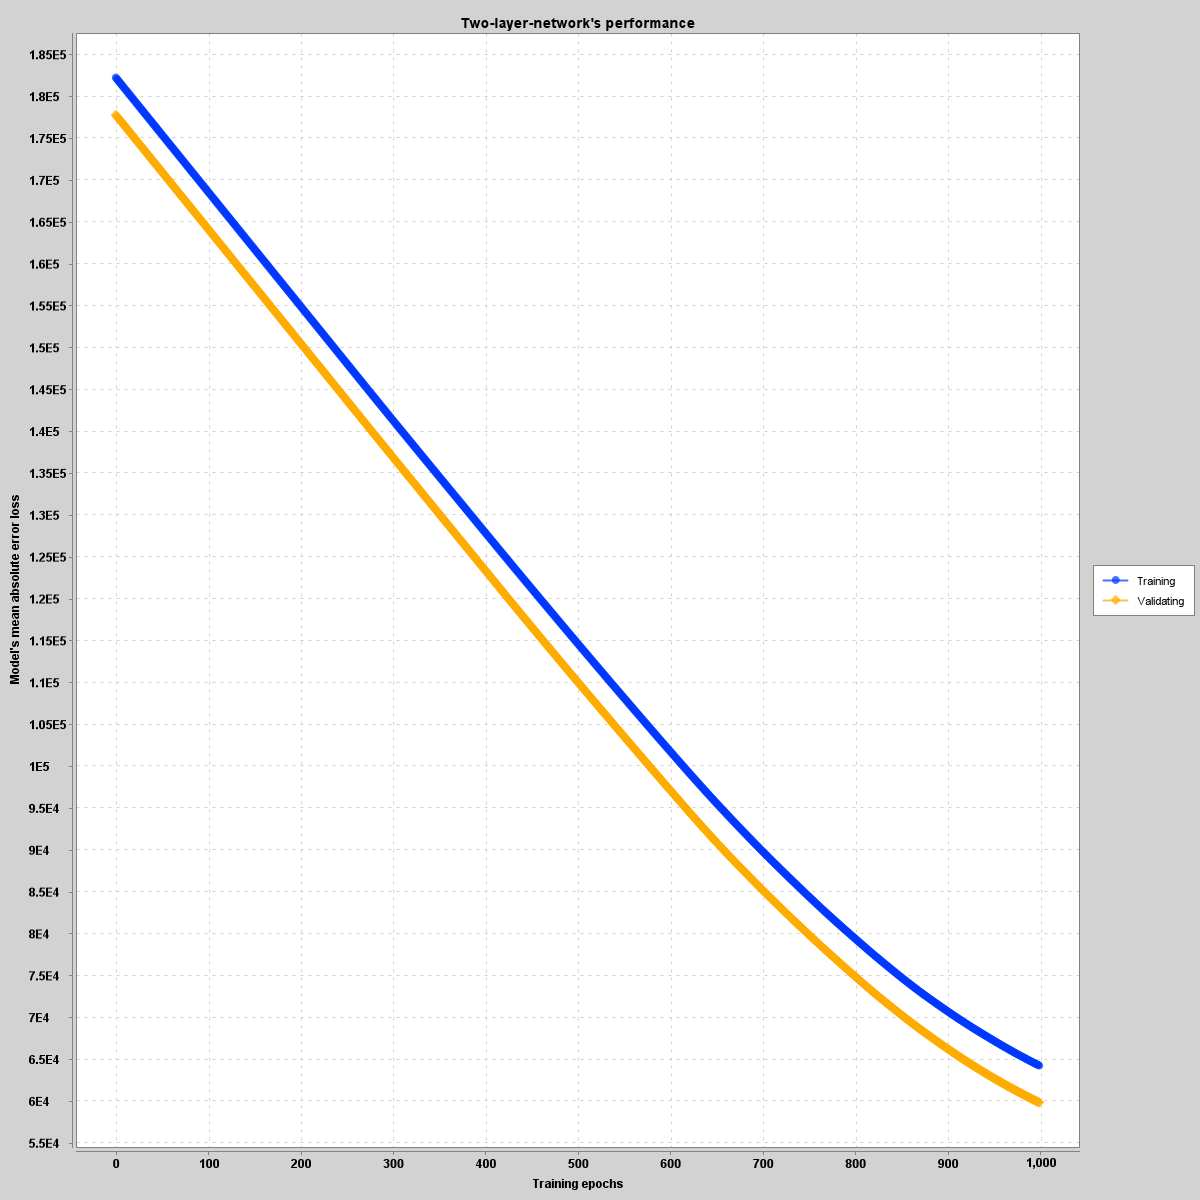 Two-layer-network's performance
1.85E5
1.8E5
1.75E5
1.7E5
1.65E5
1.6E5
1.55E5
1.5E5
1.45E5
1.4E5
1.35E5
1.3E5
1.25E5
1.2E5
1.15E5
1.1E5
1.05E5
1E5
9.5E4
9E4
8.5E4
8E4
7.5E4
7E4
6.5E4
6E4
5.5E4
Model's mean absolute error loss
0 100 200 300 400 500 600 700 800 900 1,000
Training epochs
Training
Validating